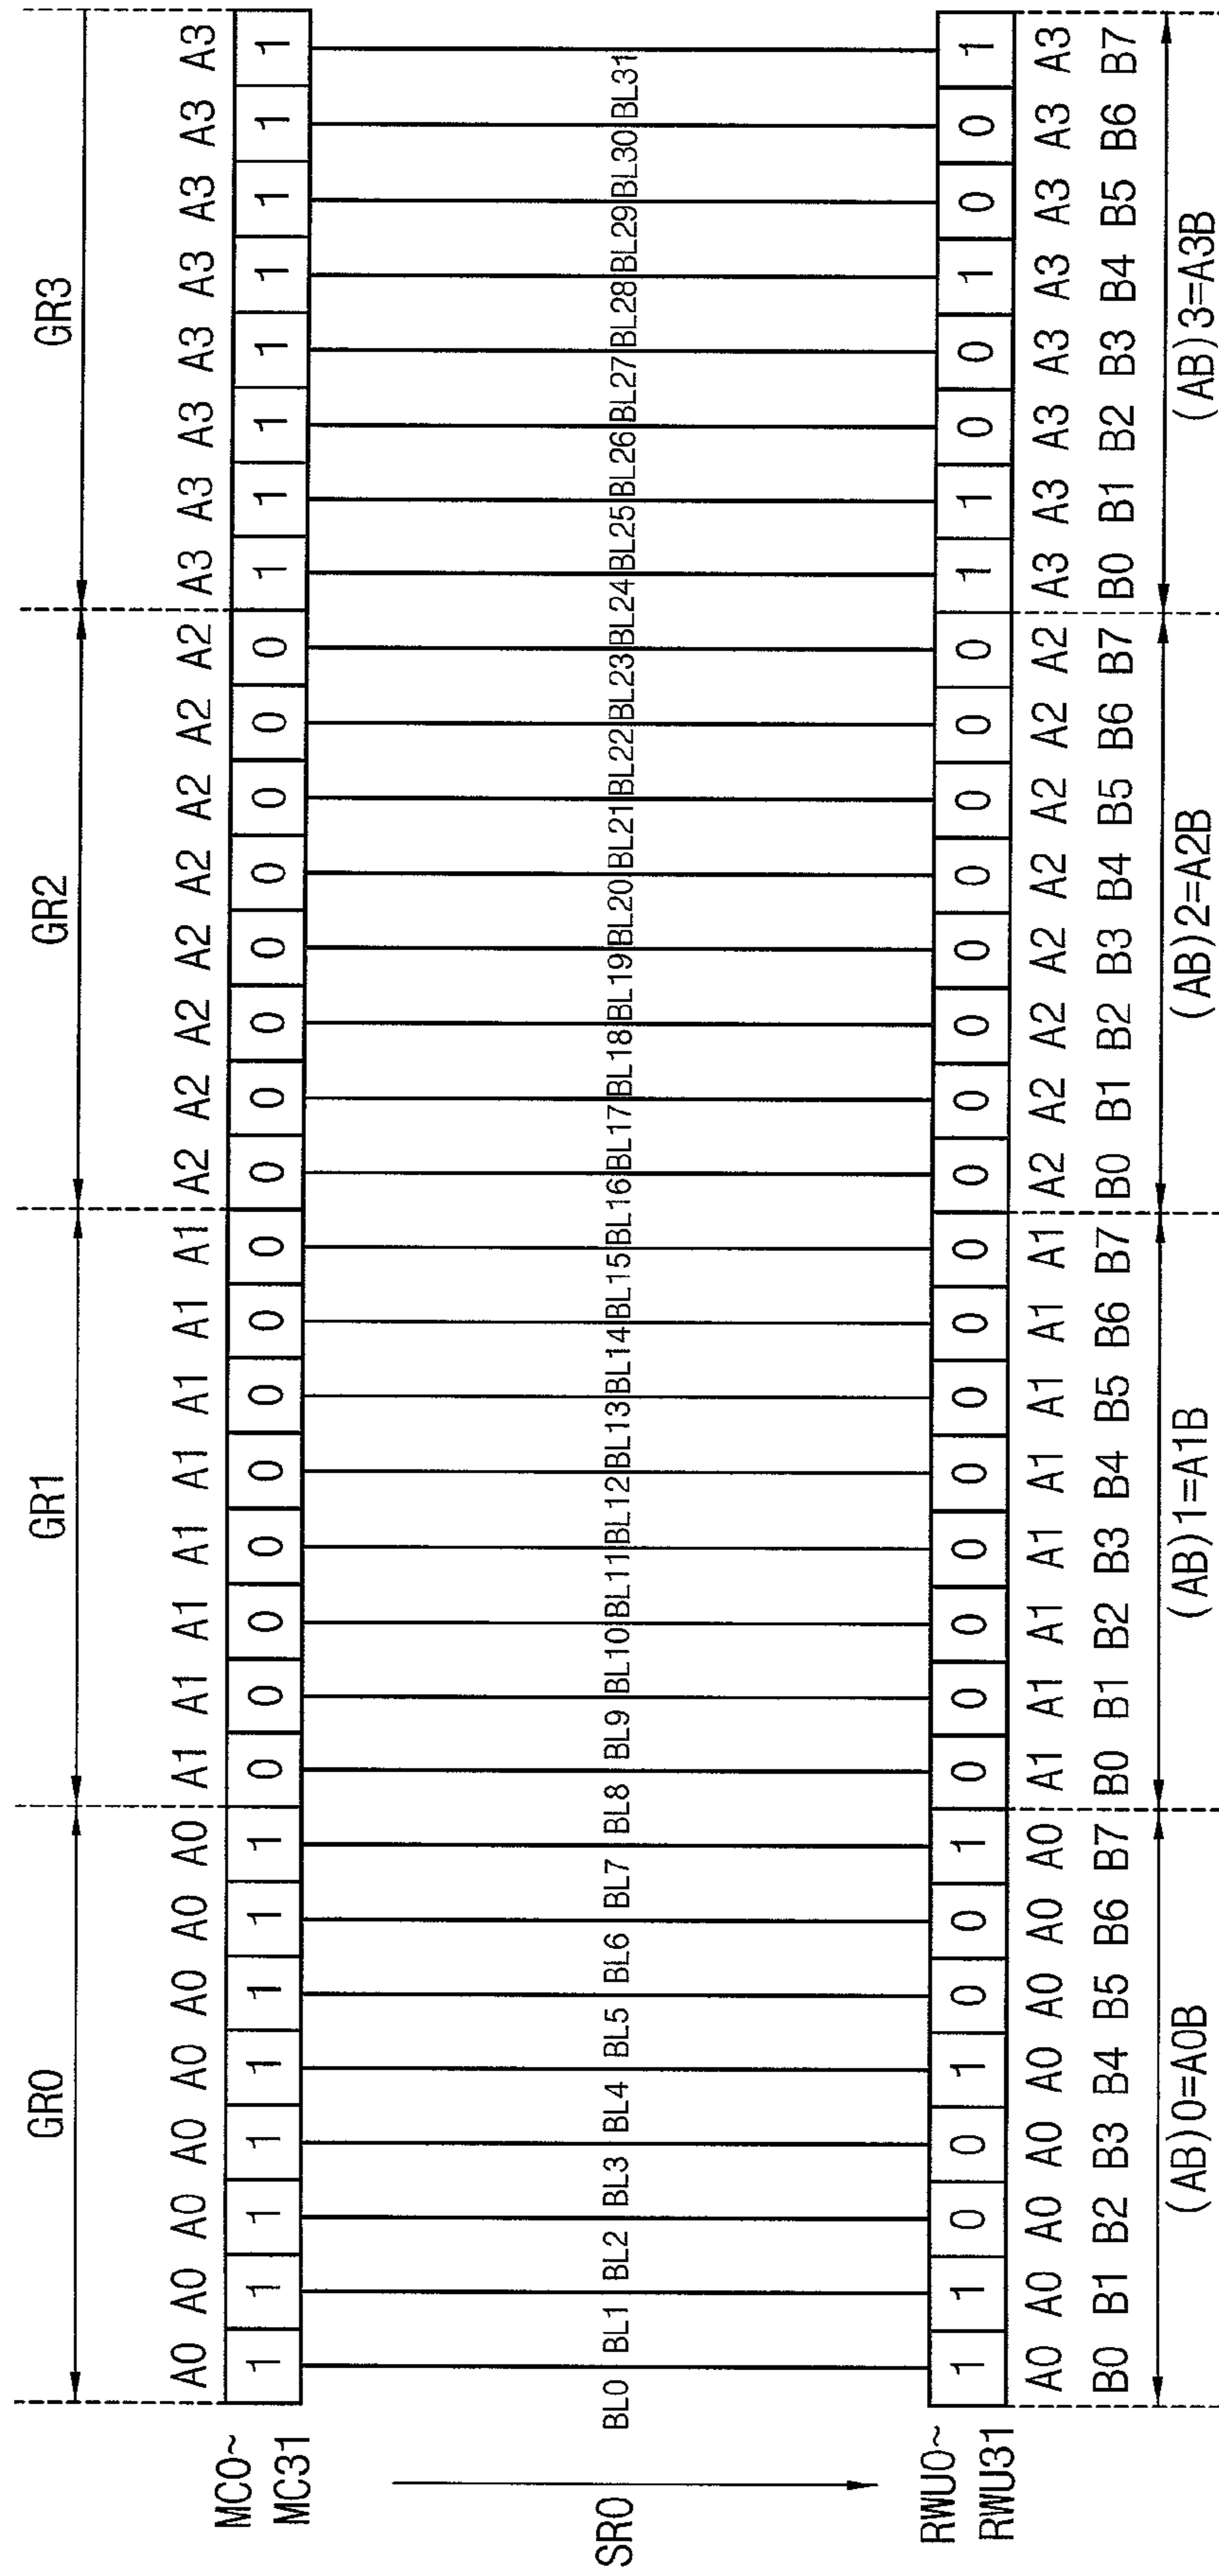 GR0 GR1 GR2 GR3
A0 A0 A0 A0 A0 A0 A0 A0 A1 A1 A1 A1 A1 A1 A1 A1 A2 A2 A2 A2 A2 A2 A2 A2 A3 A3 A3 A3 A3 A3 A3 A3
MC0~
MC31
1 1 1 1 1 1 1 1 0 0 0 0 0 0 0 0 0 0 0 0 0 0 0 0 1 1 1 1 1 1 1 1
SR0
BL0 BL1 BL2 BL3 BL4 BL5 BL6 BL7 BL8 BL9 BL10 BL11 BL12 BL13 BL14 BL15 BL16 BL17 BL18 BL19 BL20 BL21 BL22 BL23 BL24 BL25 BL26 BL27 BL28 BL29 BL30 BL31
RWU0~
RWU31
1 1 0 0 1 0 0 1 0 0 0 0 0 0 0 0 0 0 0 0 0 0 0 0 1 1 0 0 1 0 0 1
A0 A0 A0 A0 A0 A0 A0 A0 A1 A1 A1 A1 A1 A1 A1 A1 A2 A2 A2 A2 A2 A2 A2 A2 A3 A3 A3 A3 A3 A3 A3 A3
B0 B1 B2 B3 B4 B5 B6 B7 B0 B1 B2 B3 B4 B5 B6 B7 B0 B1 B2 B3 B4 B5 B6 B7 B0 B1 B2 B3 B4 B5 B6 B7
(AB)0=A0B (AB)1=A1B (AB)2=A2B (AB)3=A3B